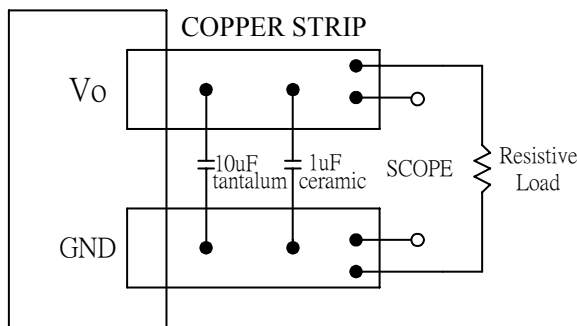 COPPER STRIP
Vo
10uF
tantalum
1uF
ceramic
SCOPE
Resistive
Load
GND